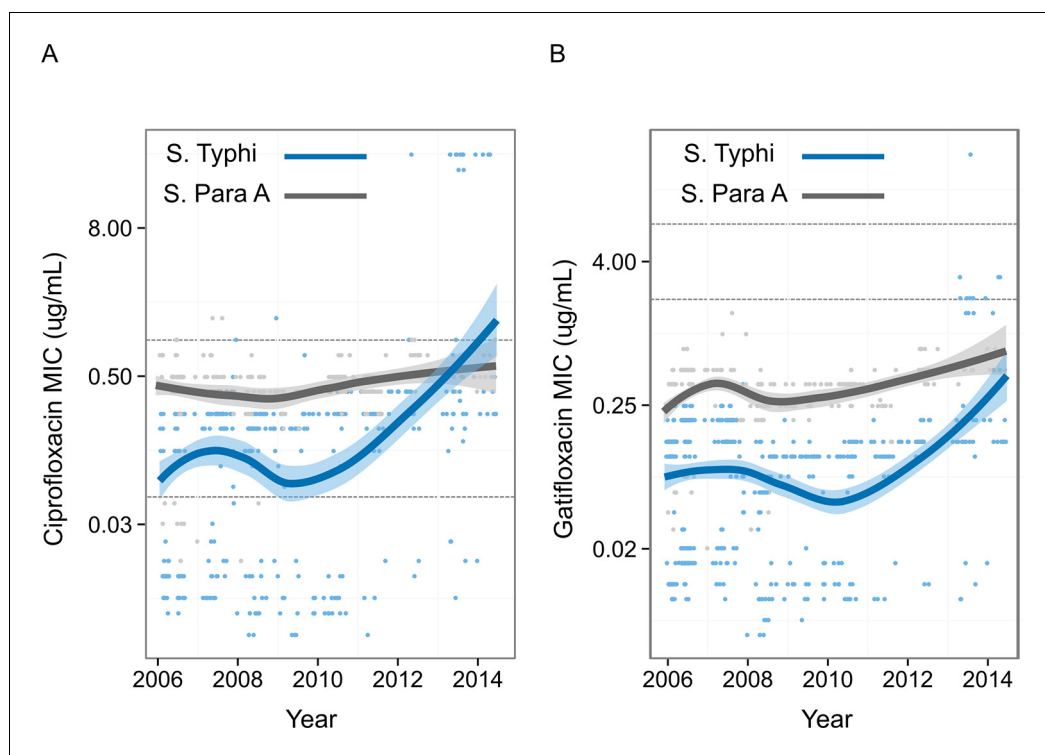 A
S. Typhi
S. Para A
8.00
0.50
0.03
Ciprofloxacin MIC (ug/mL)
2006 2008 2010 2012 2014
Year
B
S. Typhi
S. Para A
4.00
0.25
0.02
Gatifloxacin MIC (ug/mL)
2006 2008 2010 2012 2014
Year